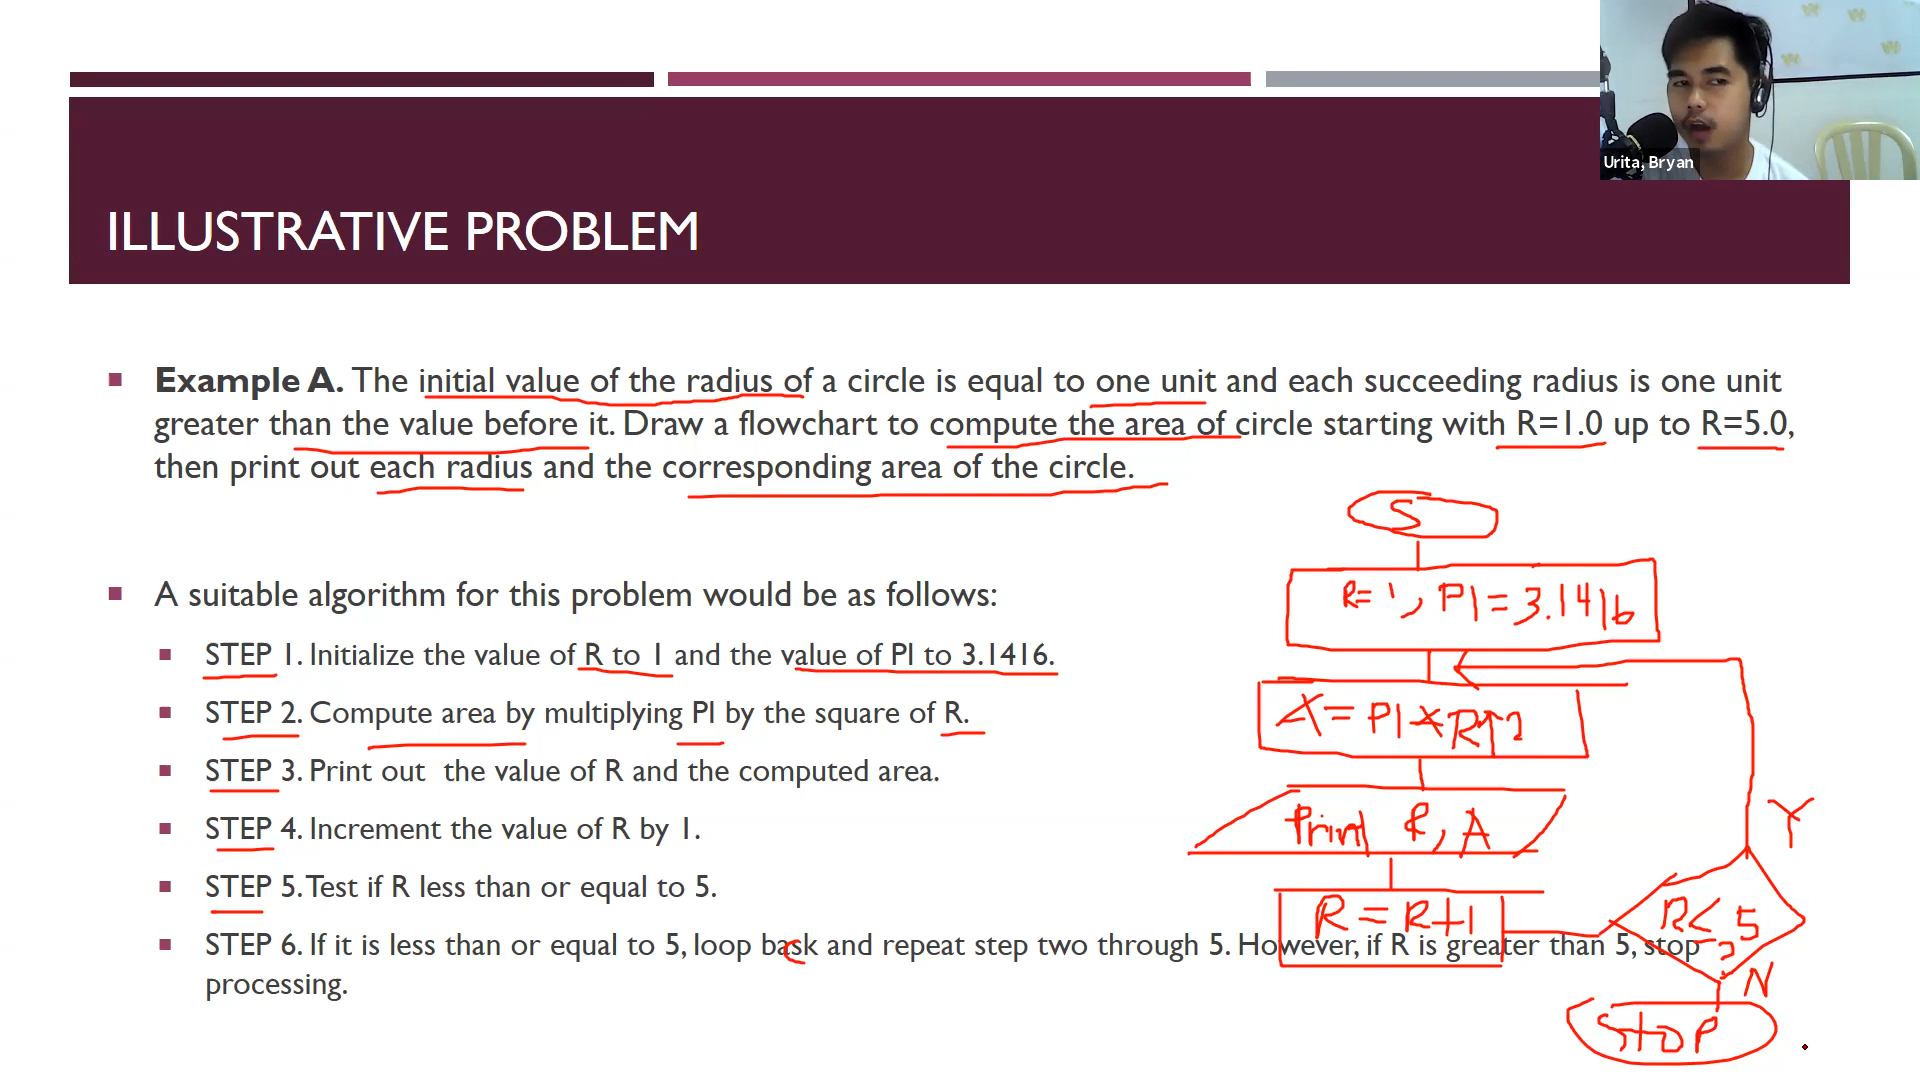 Urita, Bryan
ILLUSTRATIVE PROBLEM
Example A. The initial value of the radius of a circle is equal to one unit and each succeeding radius is one unit
greater than the value before it. Draw a flowchart to compute the area of circle starting with R=1.0 up to R=5.0,
then print out each radius and the corresponding area of the circle.
S
A suitable algorithm for this problem would be as follows:
R=1, PI=3.1416
STEP 1. Initialize the value of R to 1 and the value of PI to 3.1416.
STEP 2. Compute area by multiplying PI by the square of R.
A=PI*R↑2
STEP 3. Print out the value of R and the computed area.
STEP 4. Increment the value of R by 1.
Print R, A
Y
STEP 5. Test if R less than or equal to 5.
R=R+1
R≤5
?
STEP 6. If it is less than or equal to 5, loop bask and repeat step two through 5. However, if R is greater than 5, stop
processing.
c
N
STOP